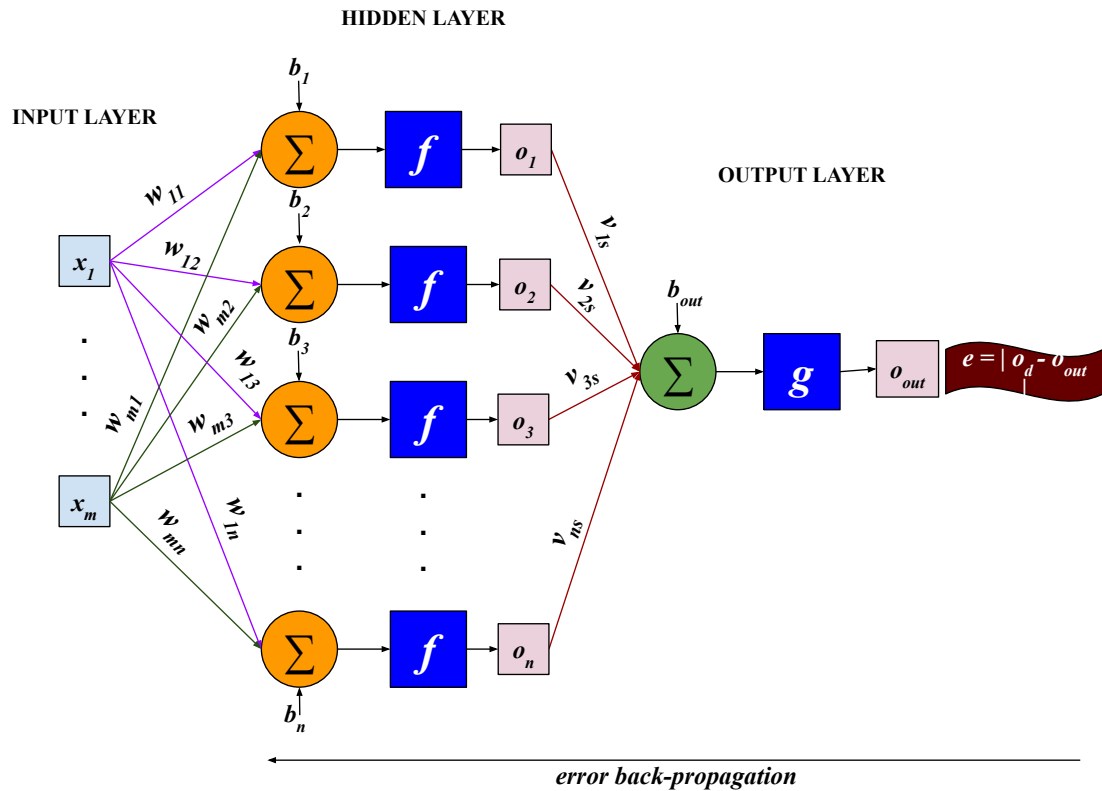 HIDDEN LAYER
INPUT LAYER
OUTPUT LAYER
b1
Σ
f
o1
w11
v1s
b2
x1
w12
Σ
f
o2
wm2
v2s
bout
b3
w13
v3s
Σ
g
oout
e = | od - oout
|
wm1
wm3
Σ
f
o3
xm
w1n
wmn
vns
Σ
f
on
bn
error back-propagation